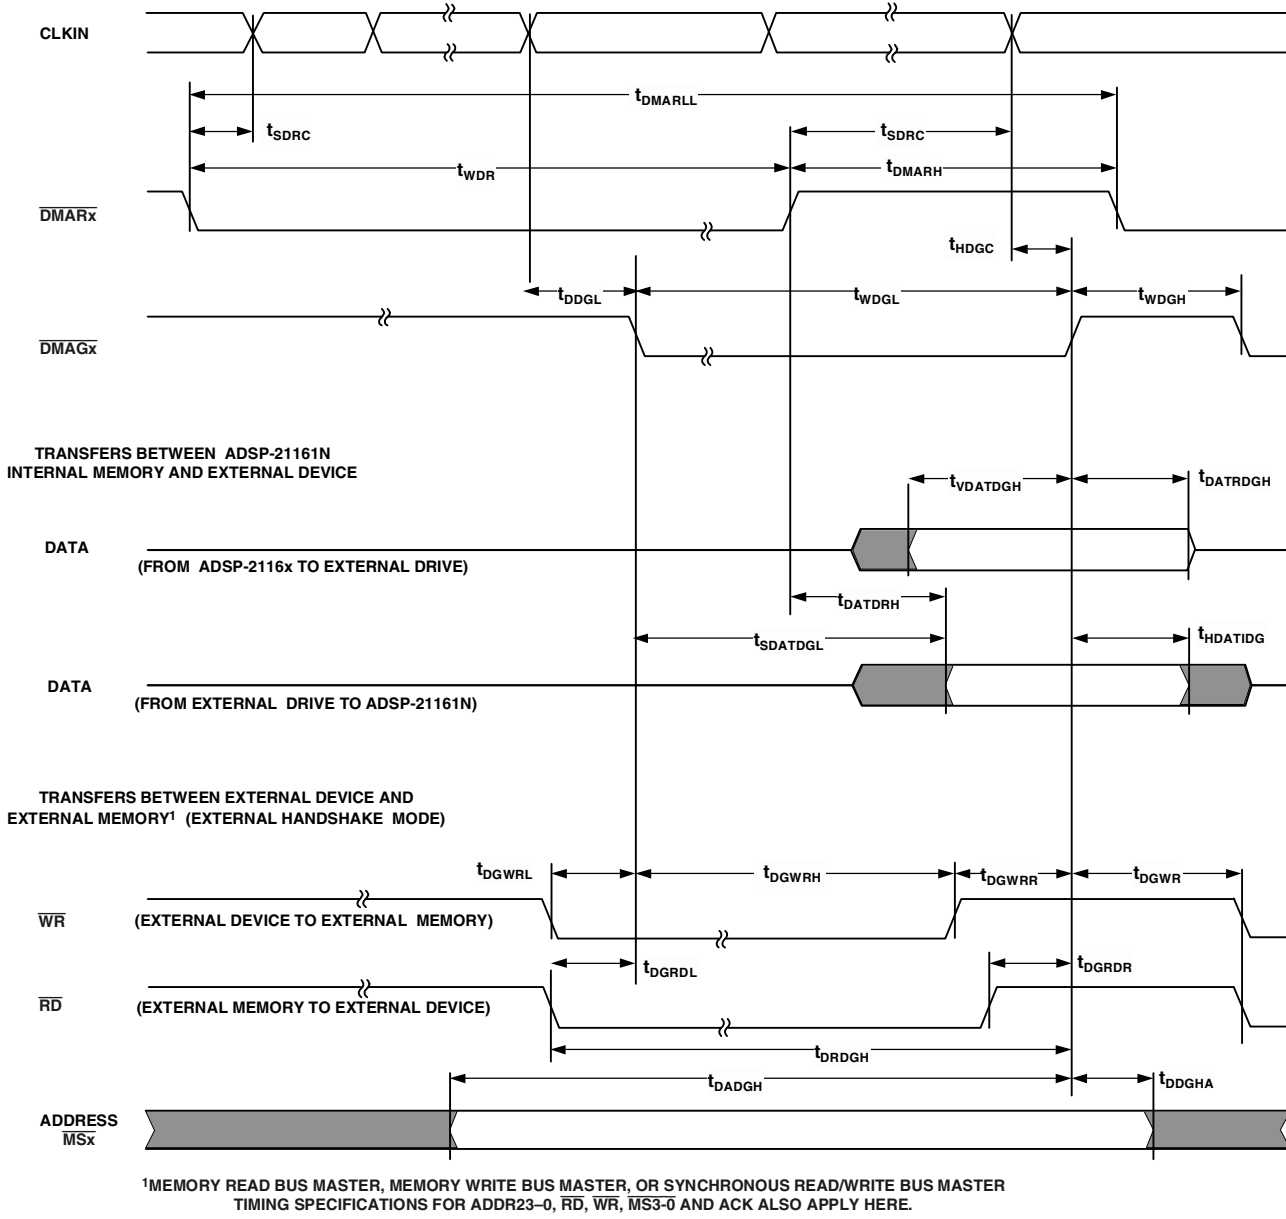 CLKIN
tDMARLL
tSDRC
tSDRC
tWDR
tDMARH
DMARx
tHDGC
tDDGL
tWDGL
tWDGH
DMAGx
TRANSFERS BETWEEN ADSP-21161N
INTERNAL MEMORY AND EXTERNAL DEVICE
tVDATDGH
tDATRDGH
DATA
(FROM ADSP-2116x TO EXTERNAL DRIVE)
tDATDRH
tSDATDGL
tHDATIDG
DATA
(FROM EXTERNAL DRIVE TO ADSP-21161N)
TRANSFERS BETWEEN EXTERNAL DEVICE AND
EXTERNAL MEMORY1 (EXTERNAL HANDSHAKE MODE)
tDGWRL
tDGWRH
tDGWRR
tDGWR
WR
(EXTERNAL DEVICE TO EXTERNAL MEMORY)
tDGRDL
tDGRDR
RD
(EXTERNAL MEMORY TO EXTERNAL DEVICE)
tDRDGH
tDADGH
tDDGHA
ADDRESS
MSx
1MEMORY READ BUS MASTER, MEMORY WRITE BUS MASTER, OR SYNCHRONOUS READ/WRITE BUS MASTER
TIMING SPECIFICATIONS FOR ADDR23–0, RD, WR, MS3-0 AND ACK ALSO APPLY HERE.